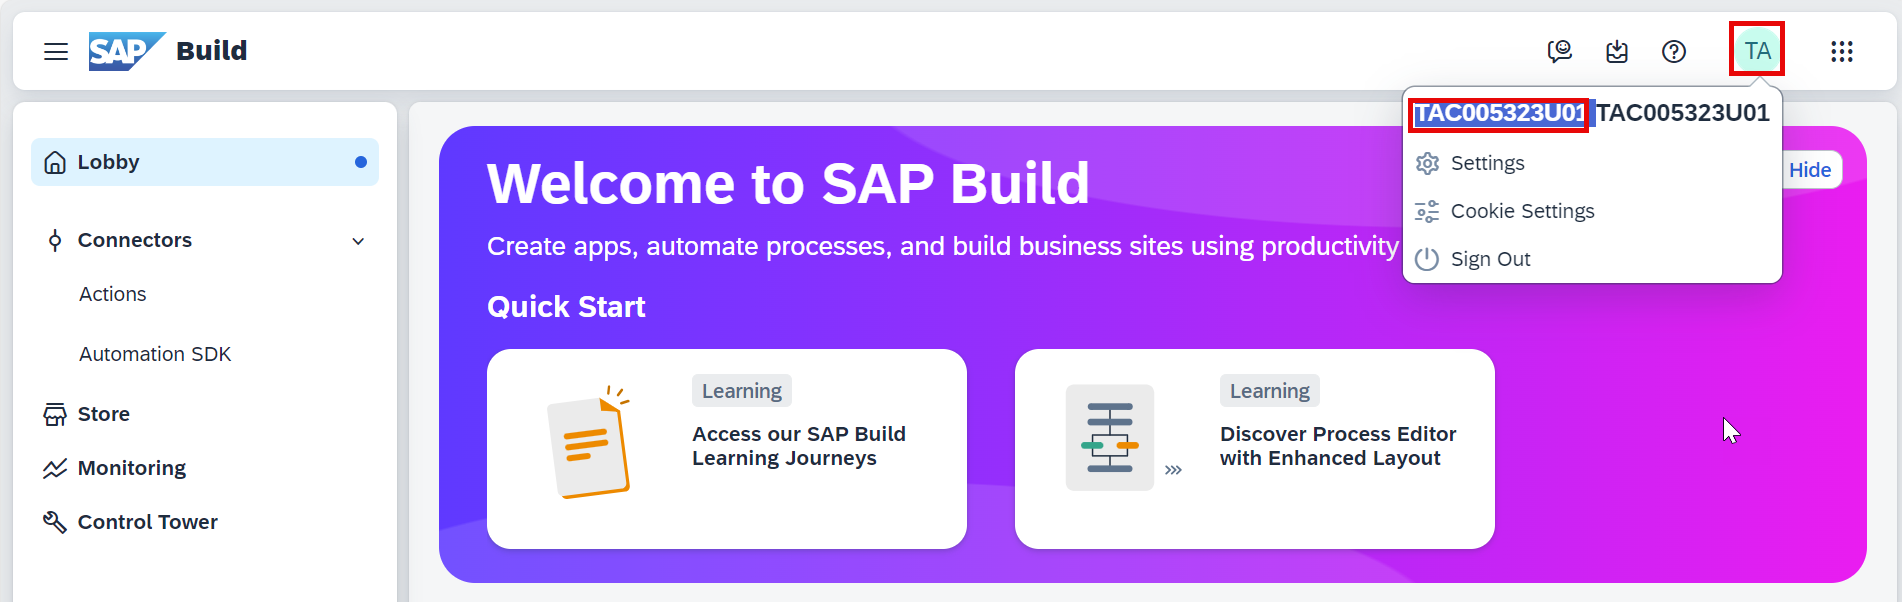 SAP Build
TA
TAC005323U01 TAC005323U01
Settings
Cookie Settings
Sign Out
Hide
Lobby
Connectors
Actions
Automation SDK
Store
Monitoring
Control Tower
Welcome to SAP Build
Create apps, automate processes, and build business sites using productivity
Quick Start
Learning
Access our SAP Build
Learning Journeys
Learning
Discover Process Editor
with Enhanced Layout